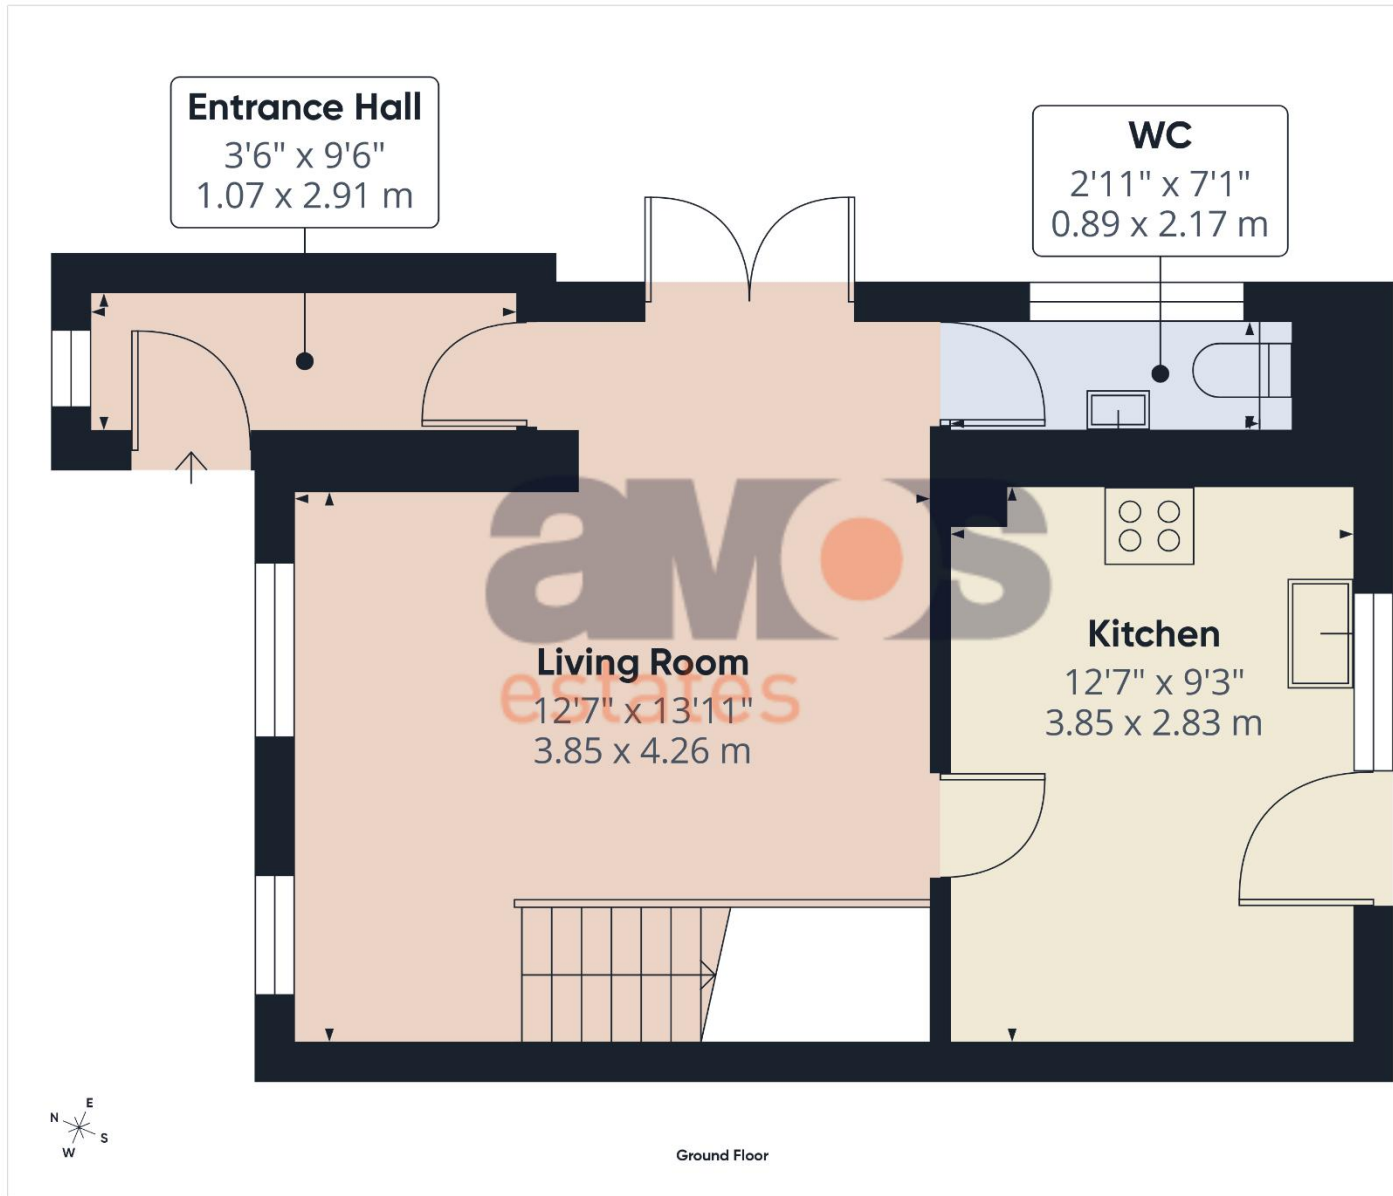 Entrance Hall
3'6" x 9'6"
1.07 x 2.91 m
WC
2'11" x 7'1"
0.89 x 2.17 m
amos
estates
Living Room
12'7" x 13'11"
3.85 x 4.26 m
Kitchen
12'7" x 9'3"
3.85 x 2.83 m
N E
W S
Ground Floor